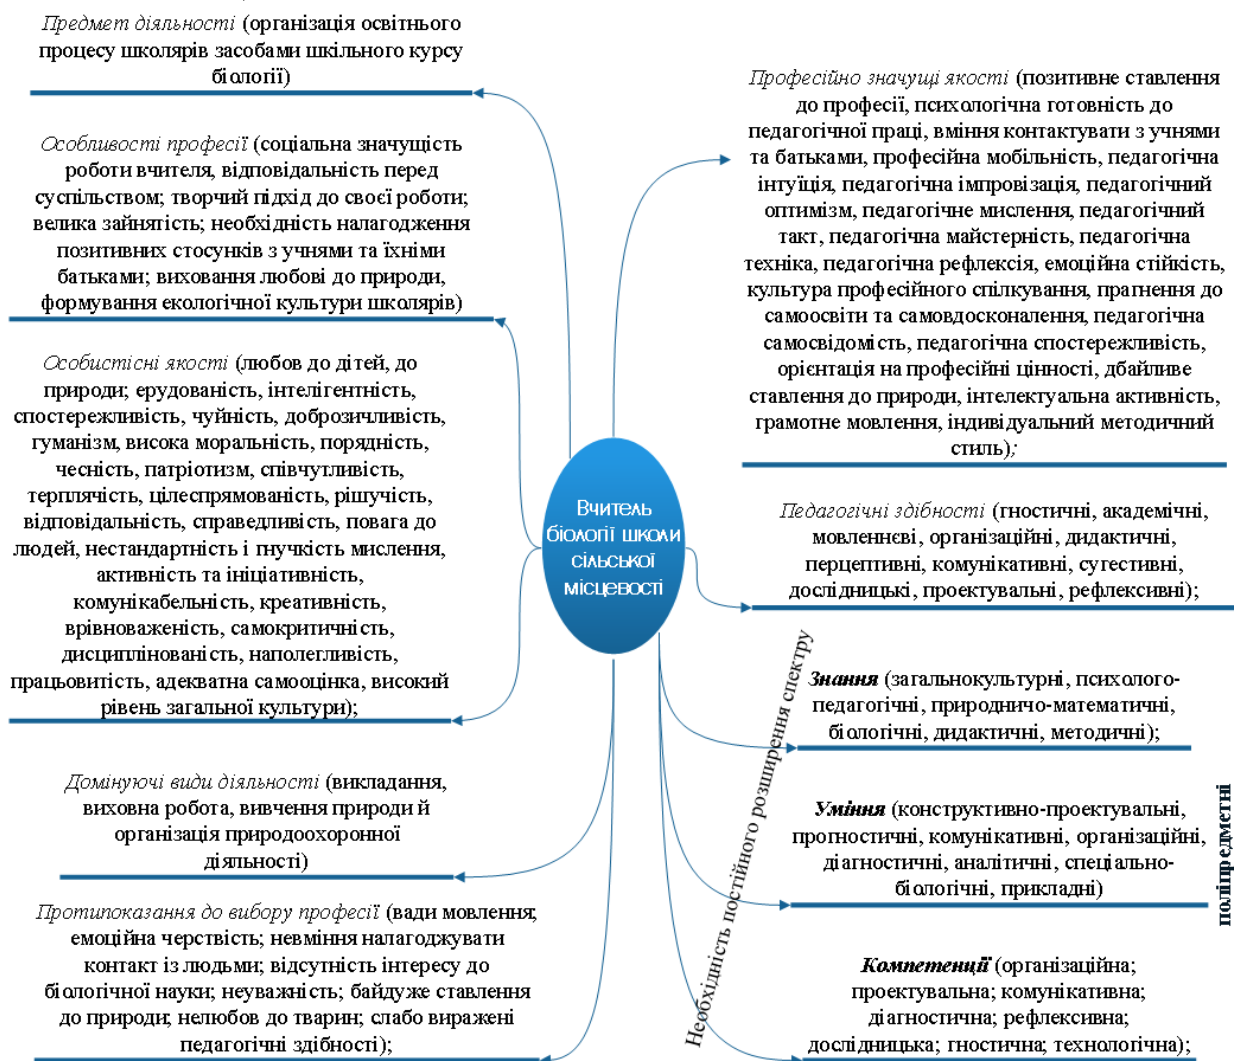 Предмет діяльності (організація освітнього
процесу школярів засобами шкільного курсу
біології)
Особливості професії (соціальна значущість
роботи вчителя, відповідальність перед
суспільством; творчий підхід до своєї роботи;
велика зайнятість; необхідність налагодження
позитивних стосунків з учнями та їхніми
батьками; виховання любові до природи,
формування екологічної культури школярів)
Особистісні якості (любов до дітей, до
природи; ерудованість, інтелігентність,
спостережливість, чуйність, доброзичливість,
гуманізм, висока моральність, порядність,
чесність, патріотизм, співчутливість,
терплячість, цілеспрямованість, рішучість,
відповідальність, справедливість, повага до
людей, нестандартність і гнучкість мислення,
активність та ініціативність,
комунікабельність, креативність,
врівноваженість, самокритичність,
дисциплінованість, наполегливість,
працьовитість, адекватна самооцінка, високий
рівень загальної культури);
Домінуючі види діяльності (викладання,
виховна робота, вивчення природи й
організація природоохоронної
діяльності)
Протипоказання до вибору професії (вади мовлення;
емоційна черствість; невміння налагоджувати
контакт із людьми; відсутність інтересу до
біологічної науки; неуважність; байдуже ставлення
до природи; нелюбов до тварин; слабо виражені
педагогічні здібності);
Вчитель
біології школи
сільської
місцевості
Професійно значущі якості (позитивне ставлення
до професії, психологічна готовність до
педагогічної праці, вміння контактувати з учнями
та батьками, професійна мобільність, педагогічна
інтуїція, педагогічна імпровізація, педагогічний
оптимізм, педагогічне мислення, педагогічний
такт, педагогічна майстерність, педагогічна
техніка, педагогічна рефлексія, емоційна стійкість,
культура професійного спілкування, прагнення до
самоосвіти та самовдосконалення, педагогічна
самосвідомість, педагогічна спостережливість,
орієнтація на професійні цінності, дбайливе
ставлення до природи, інтелектуальна активність,
грамотне мовлення, індивідуальний методичний
стиль);
Педагогічні здібності (гностичні, академічні,
мовленнєві, організаційні, дидактичні,
перцептивні, комунікативні, сугестивні,
дослідницькі, проектувальні, рефлексивні);
Необхідність постійного розширення спектру
Знання (загальнокультурні, психолого-
педагогічні, природничо-математичні,
біологічні, дидактичні, методичні);
Уміння (конструктивно-проектувальні,
прогностичні, комунікативні, організаційні,
діагностичні, аналітичні, спеціально-
біологічні, прикладні)
поліпредметні
Компетенції (організаційна;
проектувальна; комунікативна;
діагностична; рефлексивна;
дослідницька; гностична; технологічна);